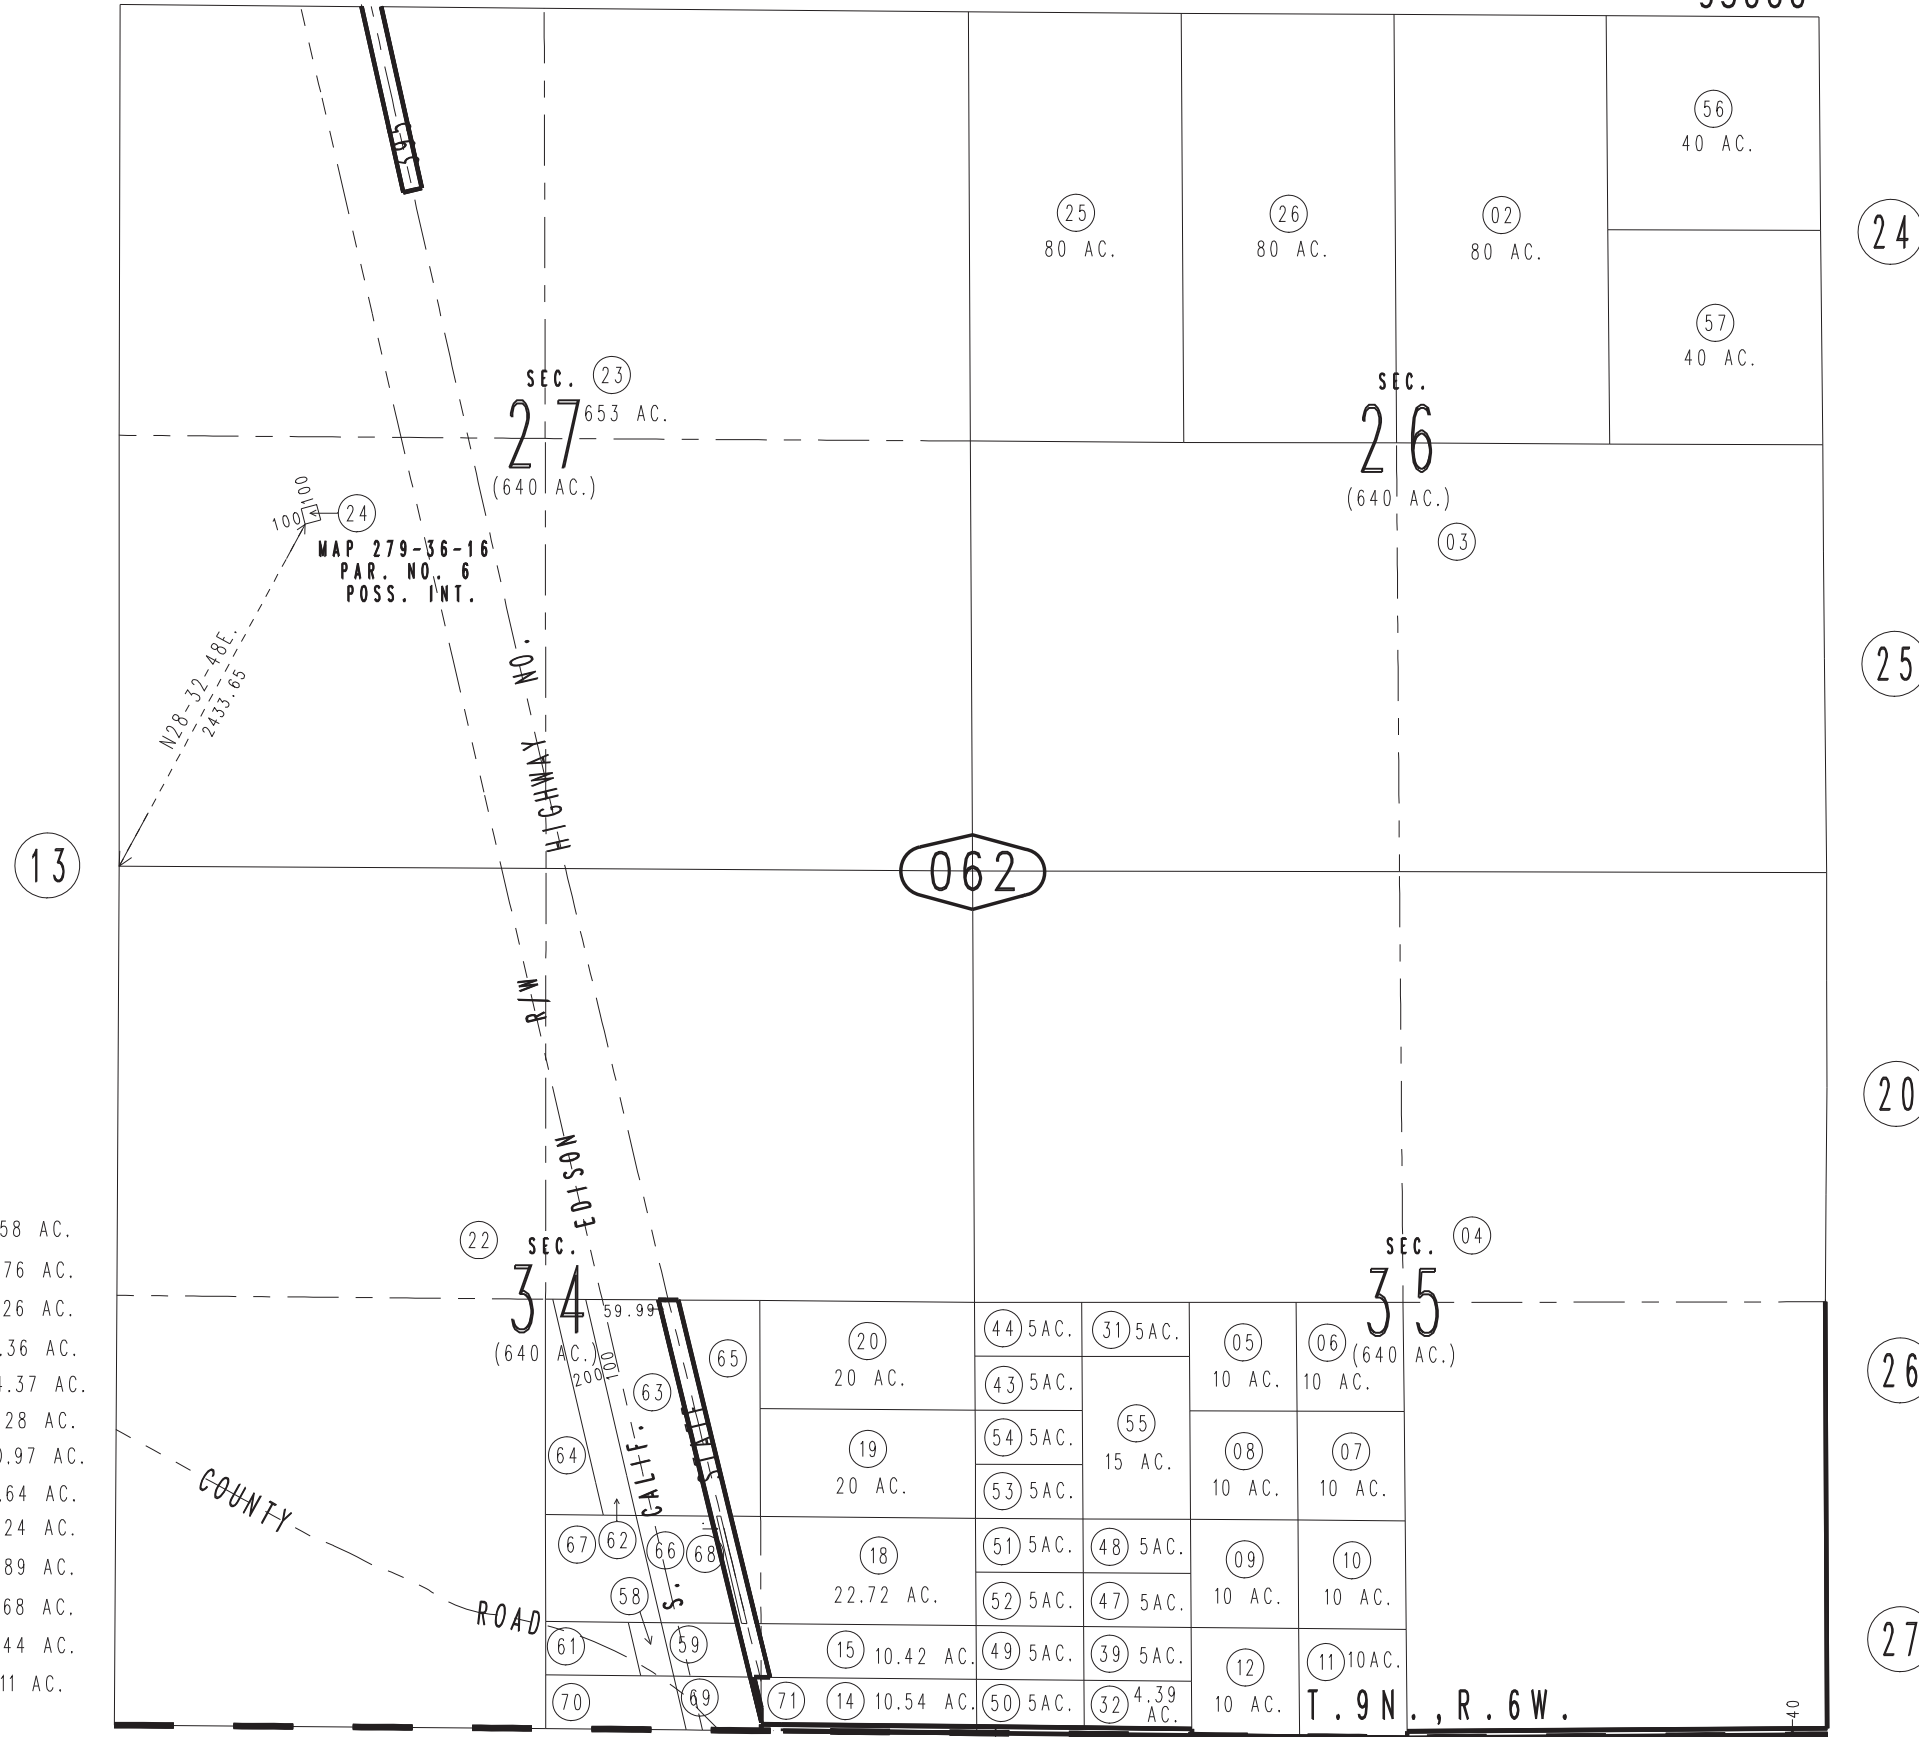 56
40 AC.
25
80 AC.
26
80 AC.
02
80 AC.
24
57
40 AC.
395
SEC.
27
23
653 AC.
(640 AC.)
SEC.
26
(640 AC.)
03
100
100
24
MAP 279-36-16
PAR. NO. 6
POSS. INT.
N28-32-48E.
2433.65
25
HIGHWAY NO.
13
062
R/W
20
EDISON
58 AC.
76 AC.
26 AC.
.36 AC.
4.37 AC.
28 AC.
0.97 AC.
.64 AC.
24 AC.
89 AC.
68 AC.
44 AC.
11 AC.
22
SEC.
34
(640 AC.)
59.99
200
100
04
SEC.
35
(640 AC.)
65
63
64
STATE
CALIF.
S.
COUNTY
ROAD
67
62
66
68
58
61
59
70
69
71
20
20 AC.
19
20 AC.
18
22.72 AC.
15 10.42 AC.
14 10.54 AC.
44 5AC.
43 5AC.
54 5AC.
53 5AC.
51 5AC.
52 5AC.
49 5AC.
50 5AC.
31 5AC.
55
15 AC.
48 5AC.
47 5AC.
39 5AC.
32 4.39 AC.
05
10 AC.
08
10 AC.
09
10 AC.
12
10 AC.
06
10 AC.
07
10 AC.
10
10 AC.
11 10AC.
T.9N.,R.6W.
40
26
27